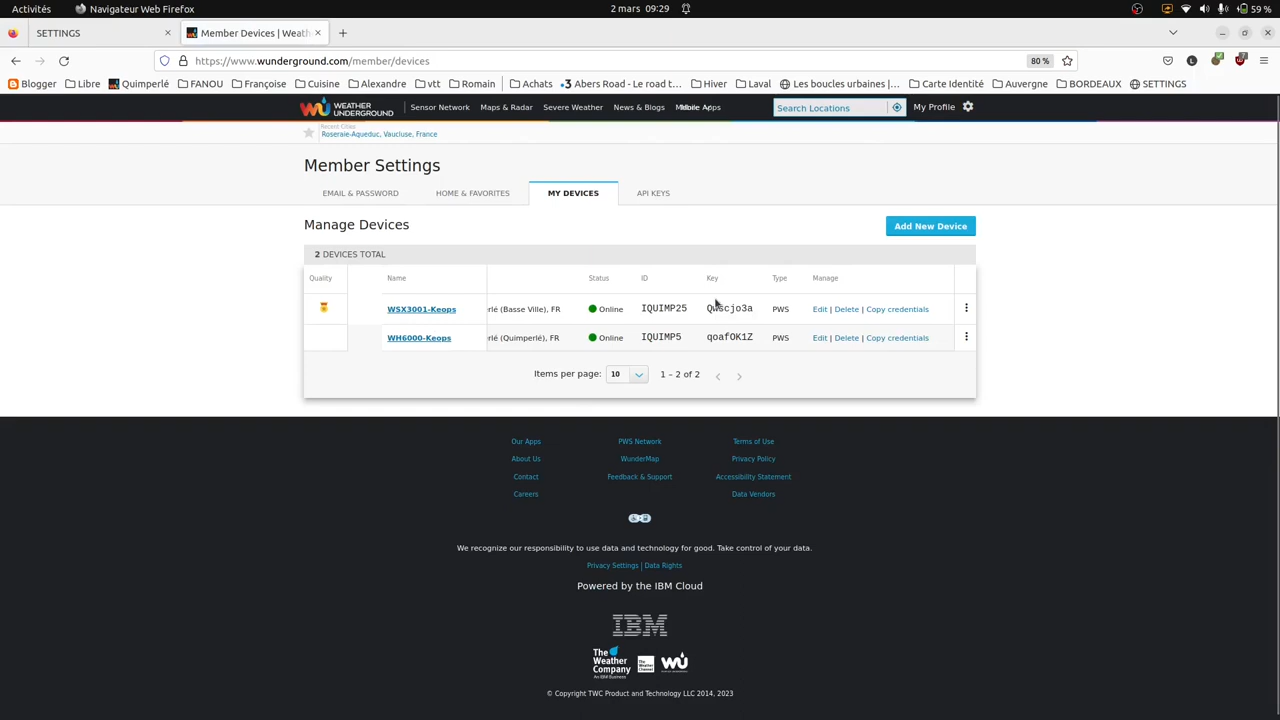 Activités Navigateur Web Firefox 2 mars 09:29 59 %
SETTINGS × Member Devices | Weath × +
https://www.wunderground.com/member/devices 80 %
Blogger Libre Quimperlé FANOU Françoise Cuisine Alexandre vtt Romain Achats Abers Road - Le road t… Hiver Laval Les boucles urbaines |… Carte Identité Auvergne BORDEAUX SETTINGS
WEATHER UNDERGROUND Sensor Network Maps & Radar Severe Weather News & Blogs Mobile Apps Search Locations My Profile
Recent Cities
Roseraie-Aqueduc, Vaucluse, France
Member Settings
EMAIL & PASSWORD HOME & FAVORITES MY DEVICES API KEYS
Manage Devices Add New Device
2 DEVICES TOTAL
Quality Name Status ID Key Type Manage
WSX3001-Keops rlé (Basse Ville), FR Online IQUIMP25 PWS Edit | Delete | Copy credentials
WH6000-Keops rlé (Quimperlé), FR Online IQUIMP5 qoafOK1Z PWS Edit | Delete | Copy credentials
Items per page: 10 1 – 2 of 2
Our Apps PWS Network Terms of Use
About Us WunderMap Privacy Policy
Contact Feedback & Support Accessibility Statement
Careers Data Vendors
We recognize our responsibility to use data and technology for good. Take control of your data.
Privacy Settings | Data Rights
Powered by the IBM Cloud
IBM
The Weather Company
An IBM Business
© Copyright TWC Product and Technology LLC 2014, 2023